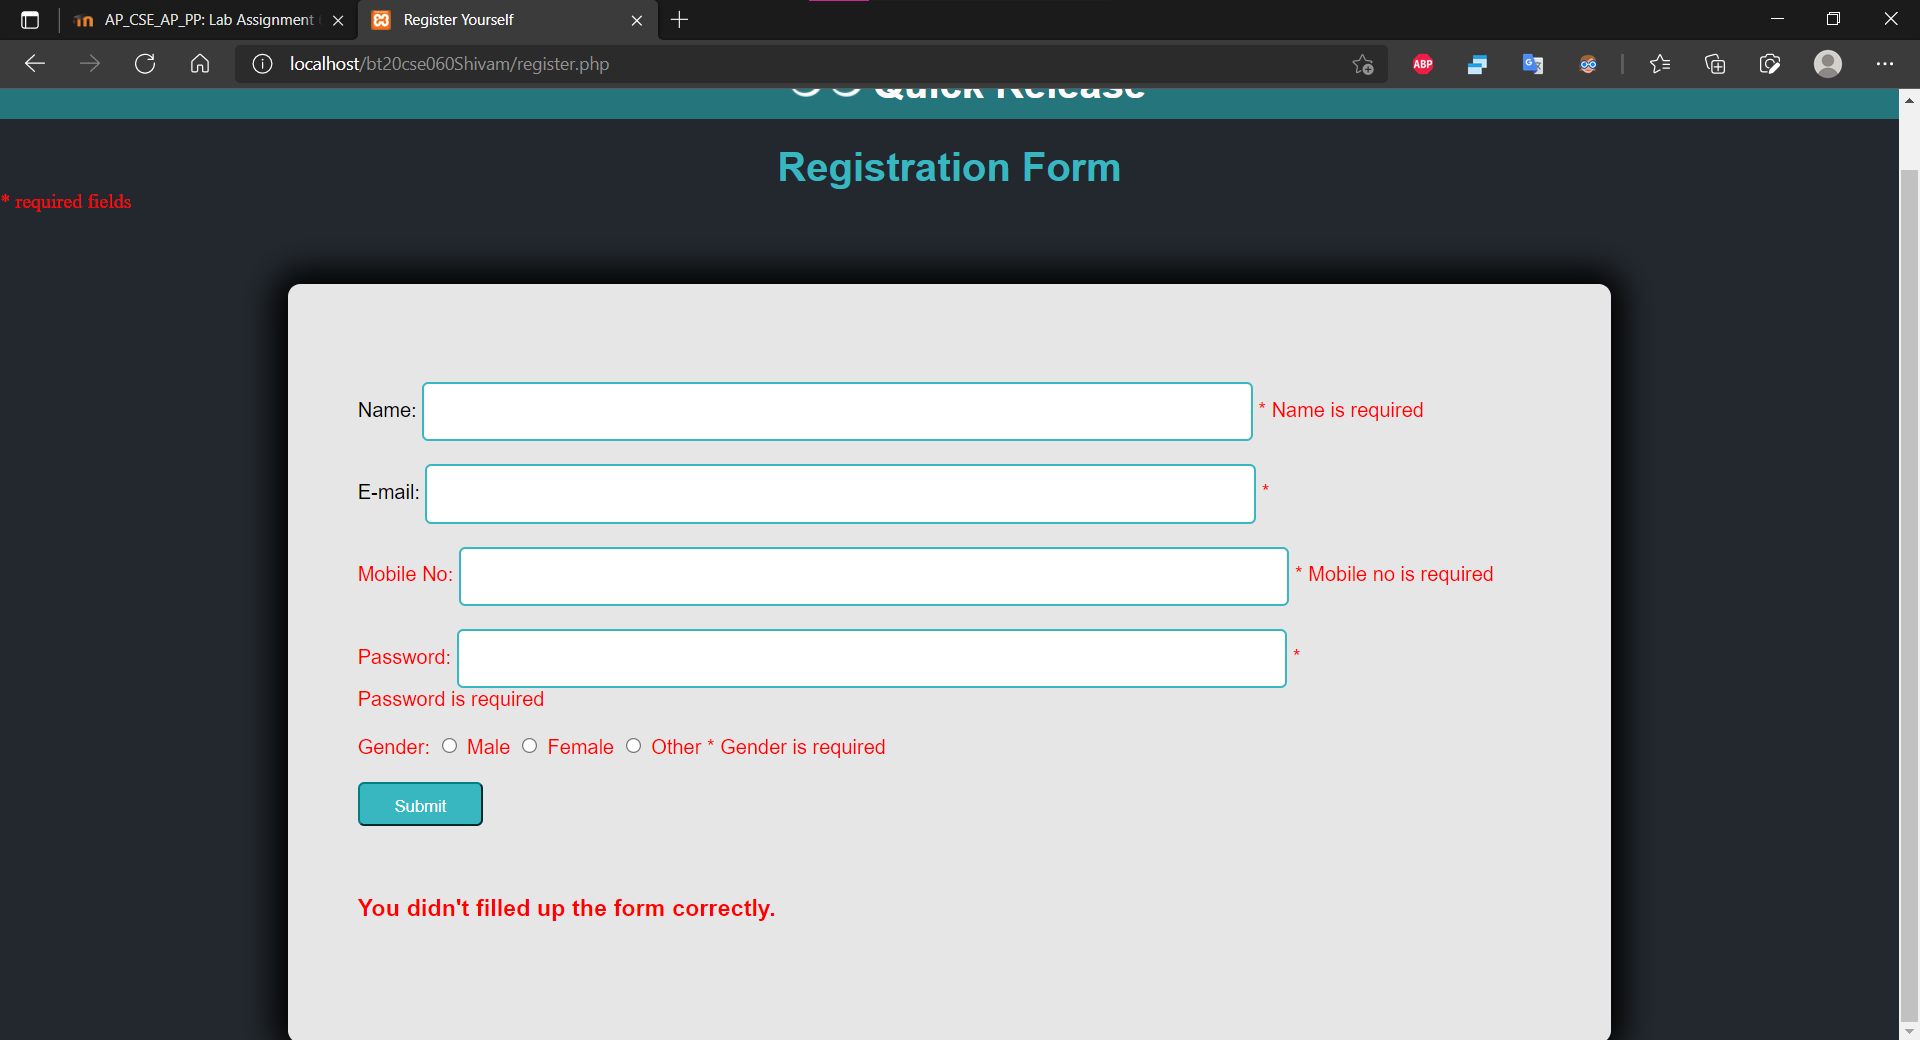 AP_CSE_AP_PP: Lab Assignment
Register Yourself
localhost/bt20cse060Shivam/register.php
ABP
Quick Release
Registration Form
* required fields
Name: * Name is required
E-mail: *
Mobile No: * Mobile no is required
Password: *
Password is required
Gender: Male Female Other * Gender is required
Submit
You didn't filled up the form correctly.